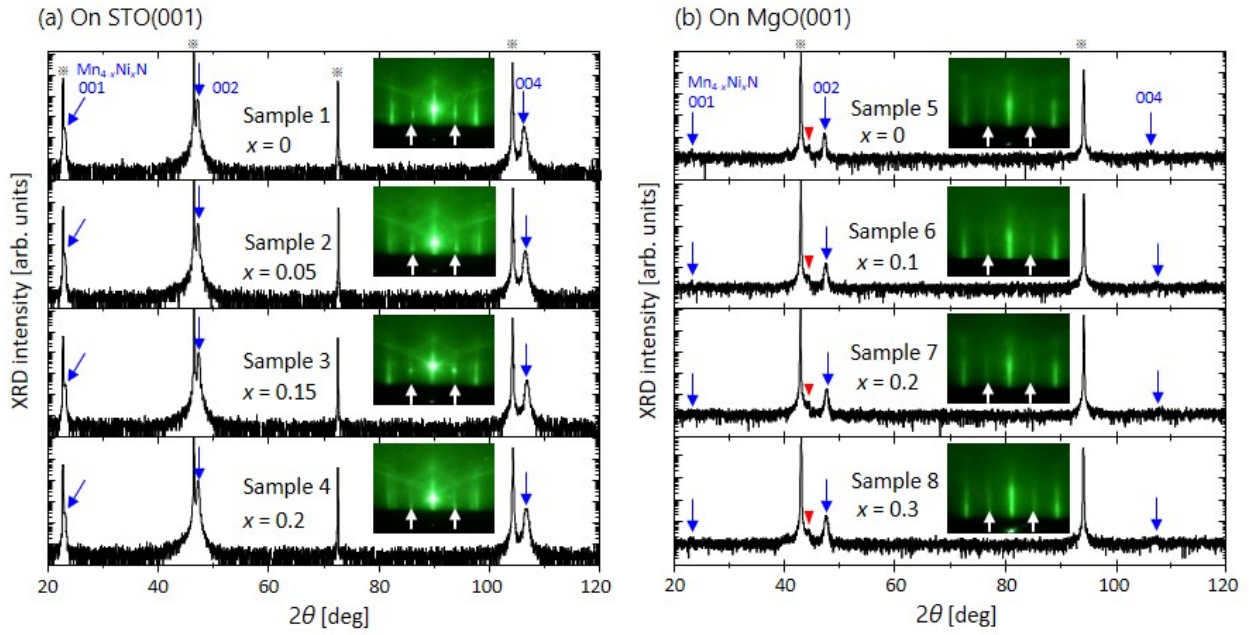 (a) On STO(001)
※ ※ ※ ※
Mn4-xNixN
001
002
004
Sample 1
x = 0
Sample 2
x = 0.05
Sample 3
x = 0.15
Sample 4
x = 0.2
XRD intensity [arb. units]
20 40 60 80 100 120
2θ [deg]
(b) On MgO(001)
※ ※
Mn4-xNixN
001
002
004
Sample 5
x = 0
Sample 6
x = 0.1
Sample 7
x = 0.2
Sample 8
x = 0.3
XRD intensity [arb. units]
20 40 60 80 100 120
2θ [deg]